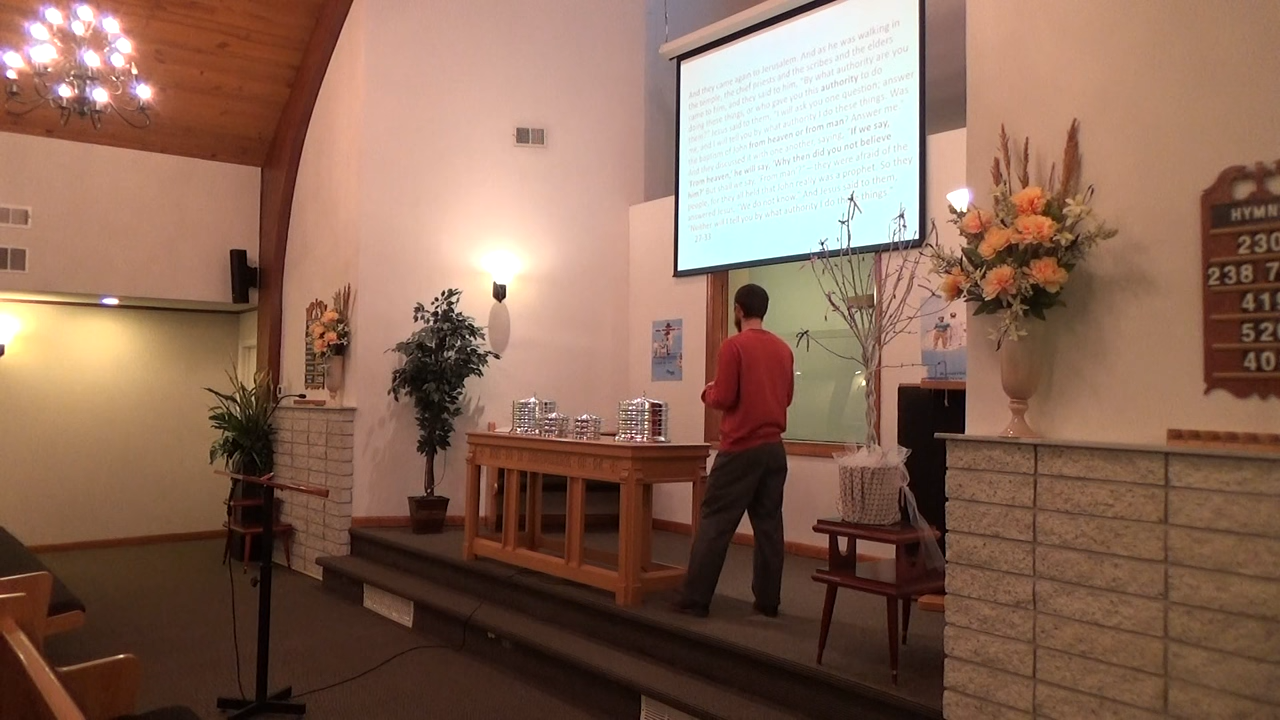 And they came again to Jerusalem. And as he was walking in
the temple, the chief priests and the scribes and the elders
came to him, and they said to him, "By what authority are you
doing these things, or who gave you this authority to do
them?" Jesus said to them, "I will ask you one question; answer
me, and I will tell you by what authority I do these things. Was
the baptism of John from heaven or from man? Answer me."
And they discussed it with one another, saying, "If we say,
'From heaven,' he will say, 'Why then did you not believe
him?' But shall we say, 'From man'?"—they were afraid of the
people, for they all held that John really was a prophet. So they
answered Jesus, "We do not know." And Jesus said to them,
"Neither will I tell you by what authority I do these things."
27-33
HYMN
230
238 7
41
52
40